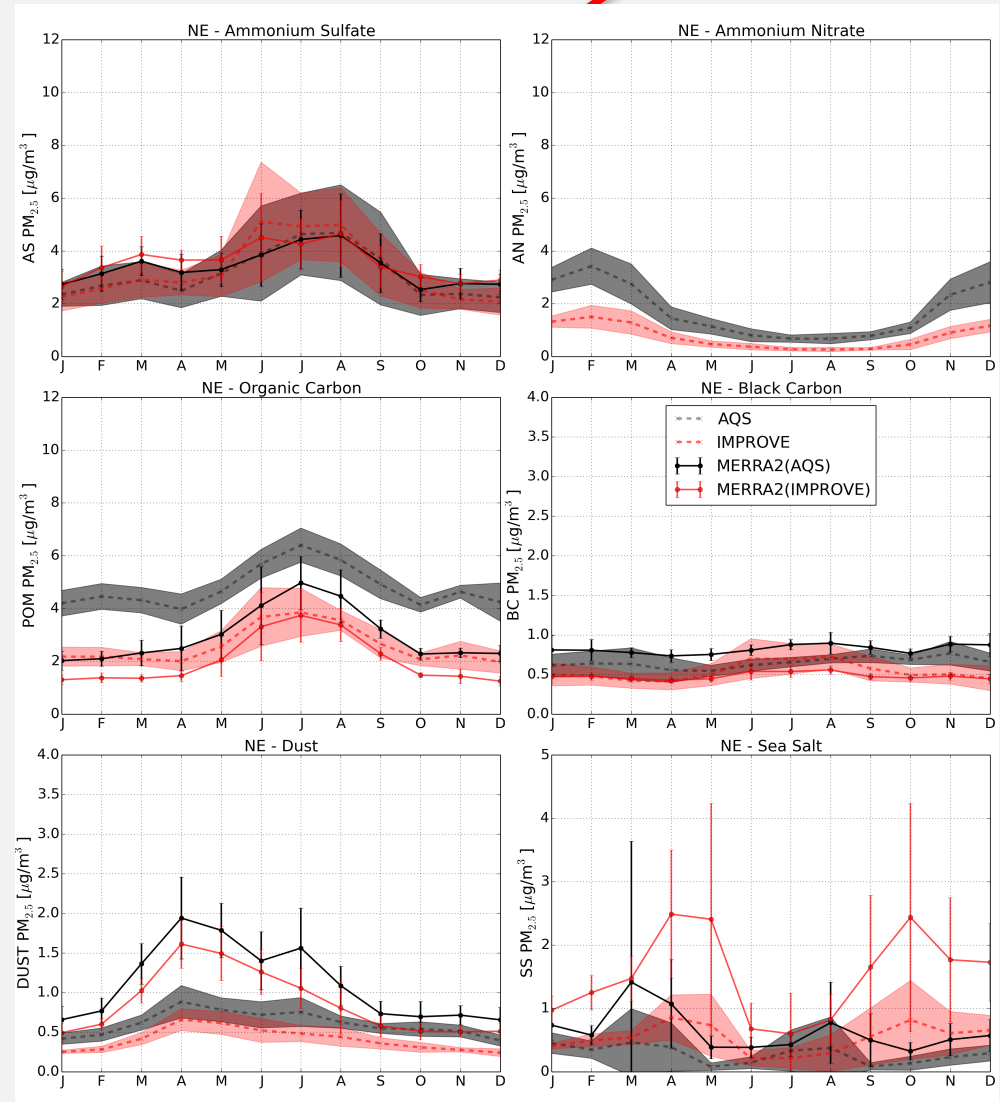 NE - Ammonium Sulfate
12
10
8
6
4
2
0
AS PM2.5 [μg/m³ ]
J F M A M J J A S O N D
NE - Ammonium Nitrate
12
10
8
6
4
2
0
AN PM2.5 [μg/m³ ]
J F M A M J J A S O N D
NE - Organic Carbon
12
10
8
6
4
2
0
POM PM2.5 [μg/m³ ]
J F M A M J J A S O N D
NE - Black Carbon
4.0
3.5
3.0
2.5
2.0
1.5
1.0
0.5
0.0
BC PM2.5 [μg/m³ ]
AQS
IMPROVE
MERRA2(AQS)
MERRA2(IMPROVE)
J F M A M J J A S O N D
NE - Dust
4.0
3.5
3.0
2.5
2.0
1.5
1.0
0.5
0.0
DUST PM2.5 [μg/m³ ]
J F M A M J J A S O N D
NE - Sea Salt
5
4
3
2
1
0
SS PM2.5 [μg/m³ ]
J F M A M J J A S O N D